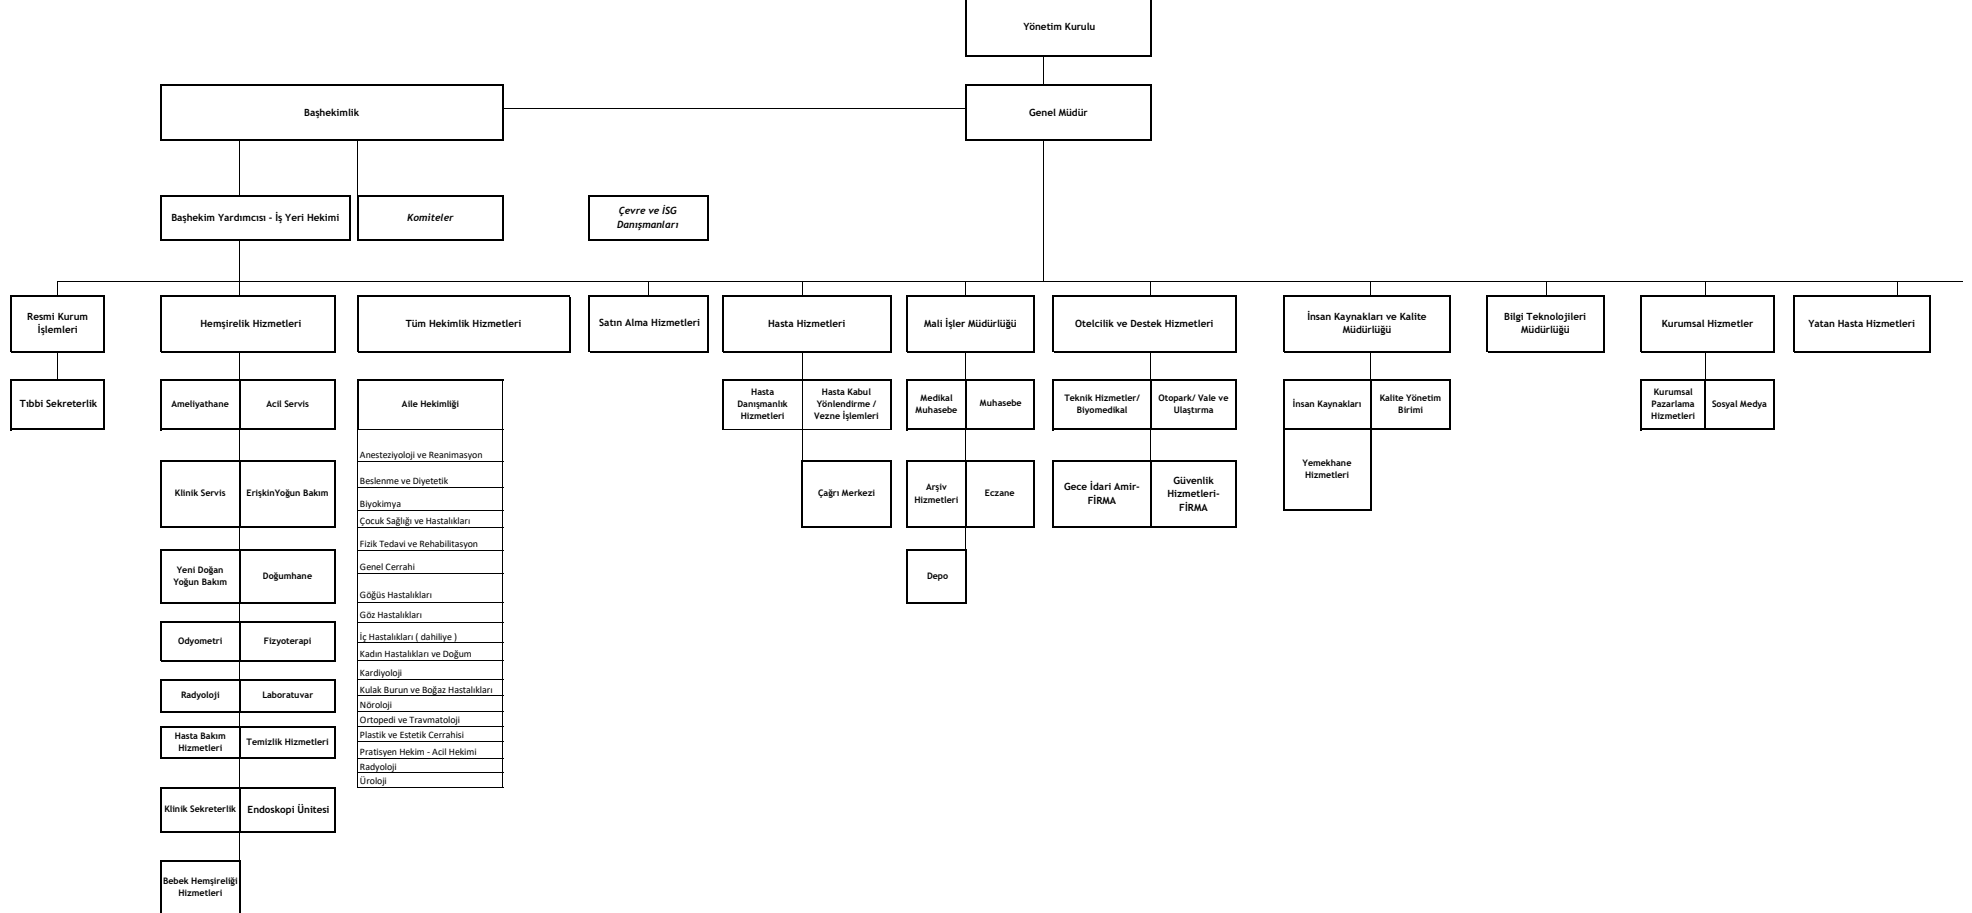 Yönetim Kurulu
Başhekimlik
Genel Müdür
Başhekim Yardımcısı - İş Yeri Hekimi
Komiteler
Çevre ve İSG
Danışmanları
Resmi Kurum
İşlemleri
Hemşirelik Hizmetleri
Tüm Hekimlik Hizmetleri
Satın Alma Hizmetleri
Hasta Hizmetleri
Mali İşler Müdürlüğü
Otelcilik ve Destek Hizmetleri
İnsan Kaynakları ve Kalite
Müdürlüğü
Bilgi Teknolojileri
Müdürlüğü
Kurumsal Hizmetler
Yatan Hasta Hizmetleri
Tıbbi Sekreterlik
Ameliyathane
Acil Servis
Aile Hekimliği
Hasta
Danışmanlık
Hizmetleri
Hasta Kabul
Yönlendirme /
Vezne İşlemleri
Medikal
Muhasebe
Muhasebe
Teknik Hizmetler/
Biyomedikal
Otopark/ Vale ve
Ulaştırma
İnsan Kaynakları
Kalite Yönetim
Birimi
Kurumsal
Pazarlama
Hizmetleri
Sosyal Medya
Klinik Servis
ErişkinYoğun Bakım
Anesteziyoloji ve Reanimasyon
Beslenme ve Diyetetik
Biyokimya
Çocuk Sağlığı ve Hastalıkları
Çağrı Merkezi
Arşiv
Hizmetleri
Eczane
Gece İdari Amir-
FİRMA
Güvenlik
Hizmetleri-
FİRMA
Yemekhane
Hizmetleri
Yeni Doğan
Yoğun Bakım
Doğumhane
Fizik Tedavi ve Rehabilitasyon
Genel Cerrahi
Göğüs Hastalıkları
Depo
Odyometri
Fizyoterapi
Göz Hastalıkları
İç Hastalıkları ( dahiliye )
Kadın Hastalıkları ve Doğum
Kardiyoloji
Radyoloji
Laboratuvar
Kulak Burun ve Boğaz Hastalıkları
Nöroloji
Ortopedi ve Travmatoloji
Hasta Bakım
Hizmetleri
Temizlik Hizmetleri
Plastik ve Estetik Cerrahisi
Pratisyen Hekim - Acil Hekimi
Radyoloji
Üroloji
Klinik Sekreterlik
Endoskopi Ünitesi
Bebek Hemşireliği
Hizmetleri